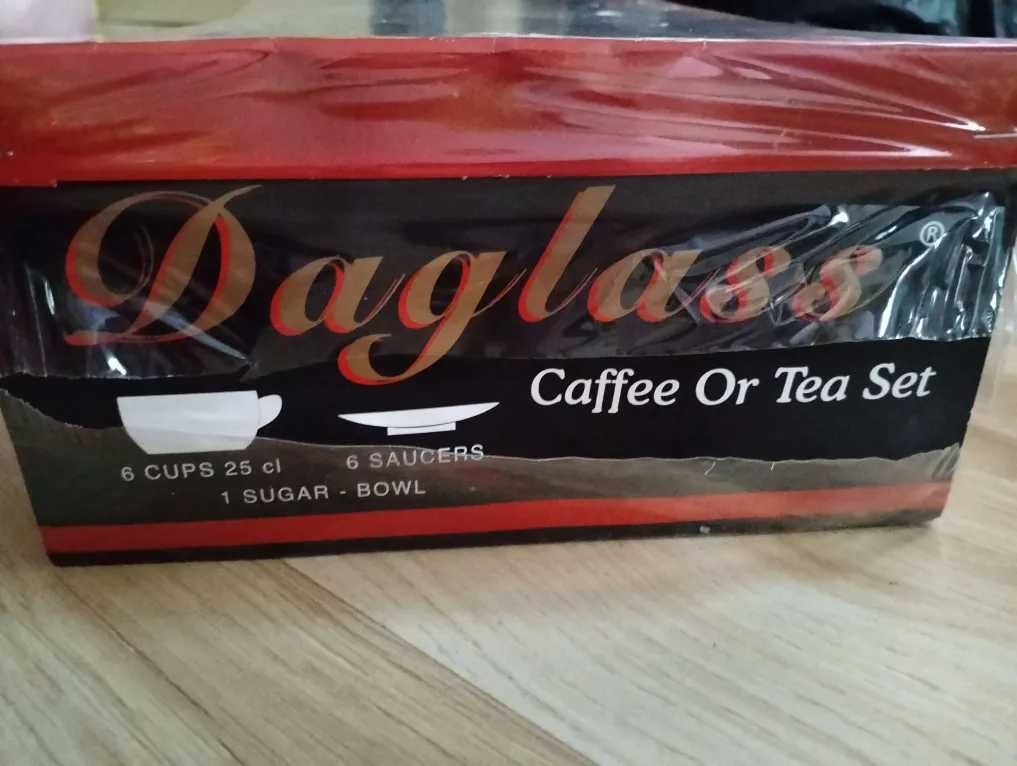 Daglass ®
Caffee Or Tea Set
6 CUPS 25 cl 6 SAUCERS
1 SUGAR - BOWL